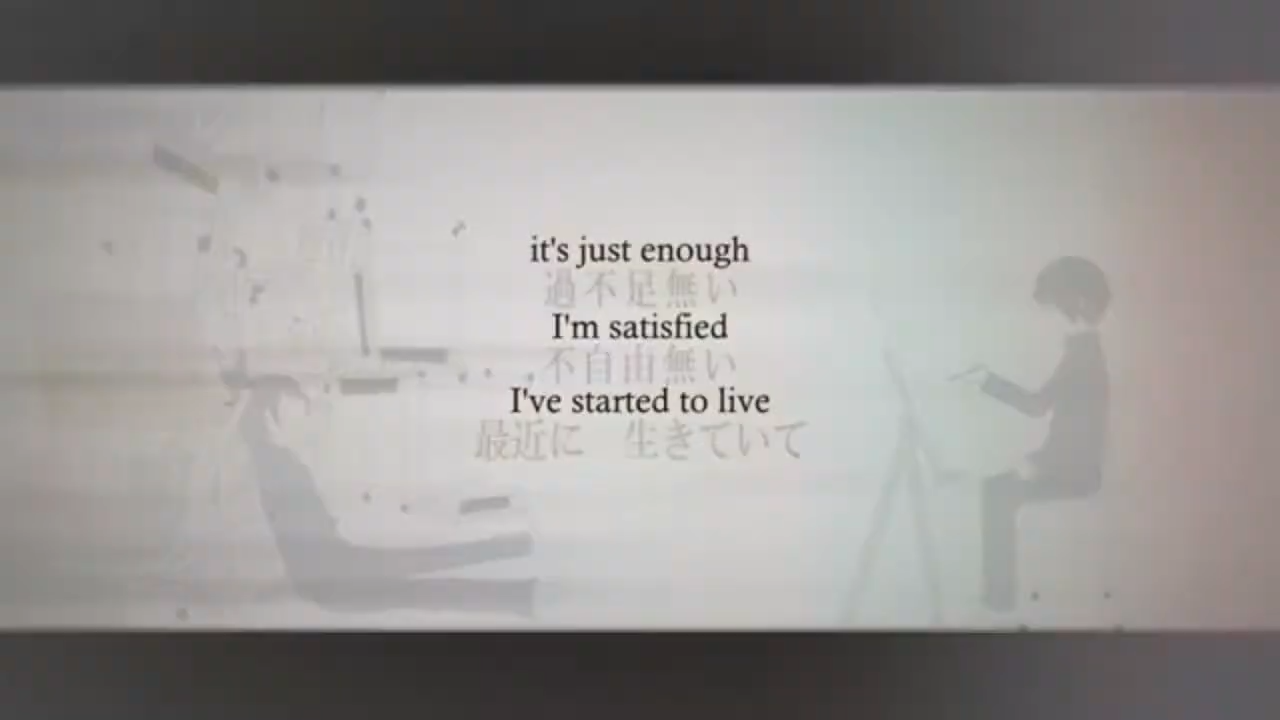 it's just enough
過不足無い
I'm satisfied
不自由無い
I've started to live
最近に 生きていて